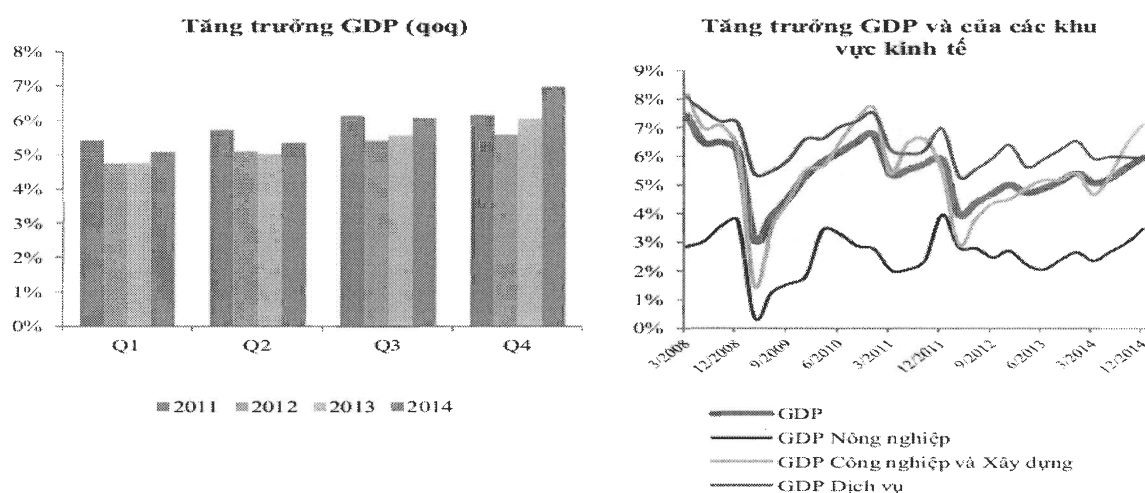 Tăng trưởng GDP (qoq)
8%
7%
6%
5%
4%
3%
2%
1%
0%
Q1 Q2 Q3 Q4
2011 2012 2013 2014
Tăng trưởng GDP và của các khu
vực kinh tế
9%
8%
7%
6%
5%
4%
3%
2%
1%
0%
3/2008 12/2008 9/2009 6/2010 3/2011 12/2011 9/2012 6/2013 3/2014 12/2014
GDP
GDP Nông nghiệp
GDP Công nghiệp và Xây dựng
GDP Dịch vụ